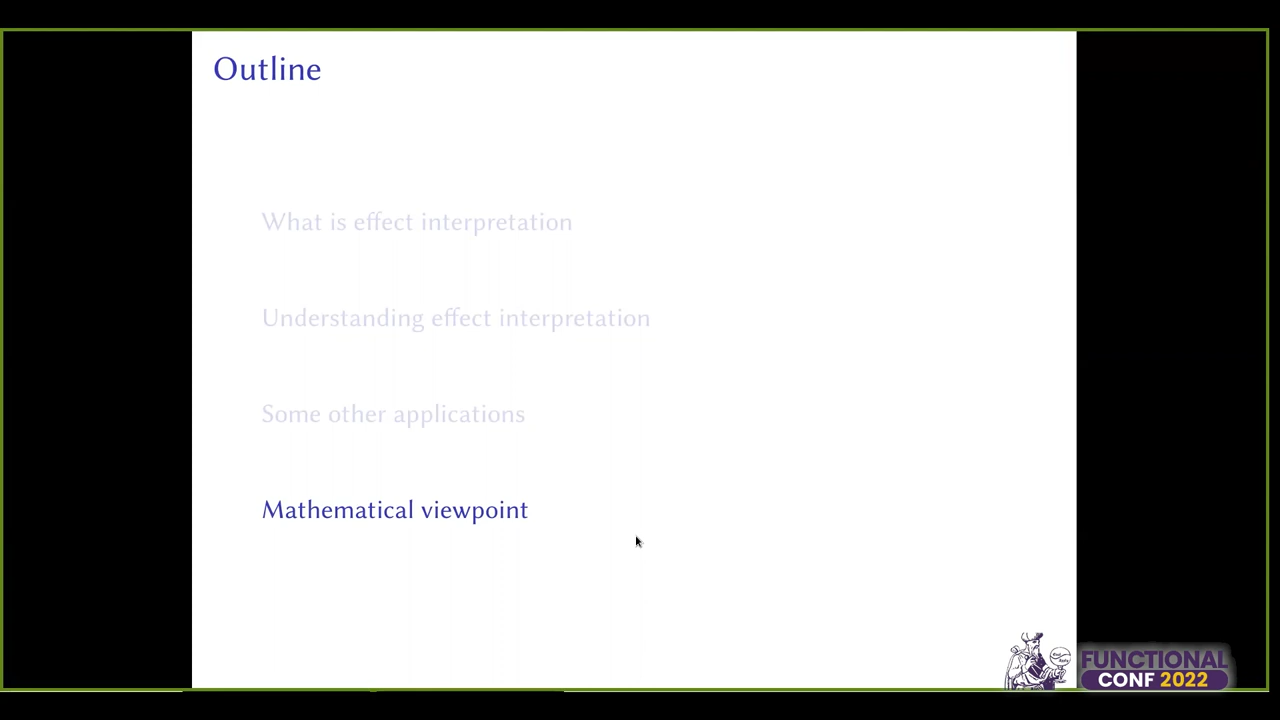 Outline
What is effect interpretation
Understanding effect interpretation
Some other applications
Mathematical viewpoint
FUNCTIONAL
CONF 2022